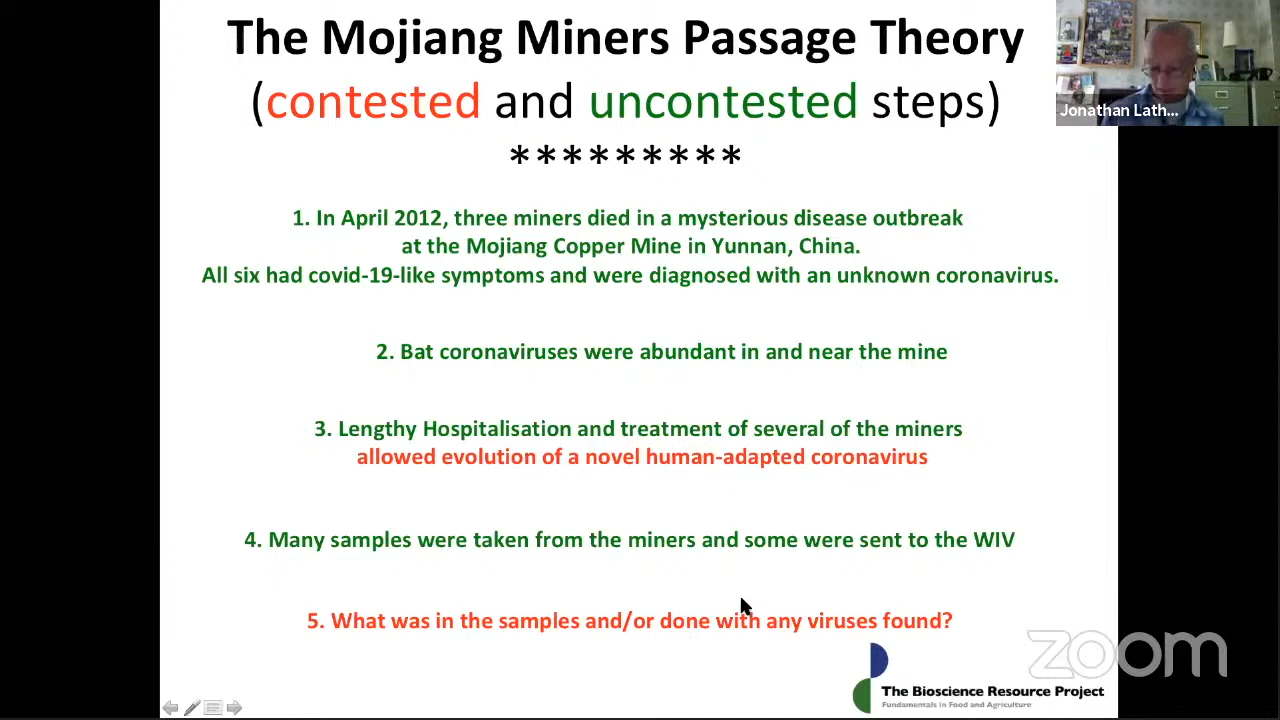 The Mojiang Miners Passage Theory
(contested and uncontested steps)
*********
Jonathan Lath...
1. In April 2012, three miners died in a mysterious disease outbreak
at the Mojiang Copper Mine in Yunnan, China.
All six had covid-19-like symptoms and were diagnosed with an unknown coronavirus.
2. Bat coronaviruses were abundant in and near the mine
3. Lengthy Hospitalisation and treatment of several of the miners
allowed evolution of a novel human-adapted coronavirus
4. Many samples were taken from the miners and some were sent to the WIV
5. What was in the samples and/or done with any viruses found?
zoom
The Bioscience Resource Project
Fundamentals in Food and Agriculture